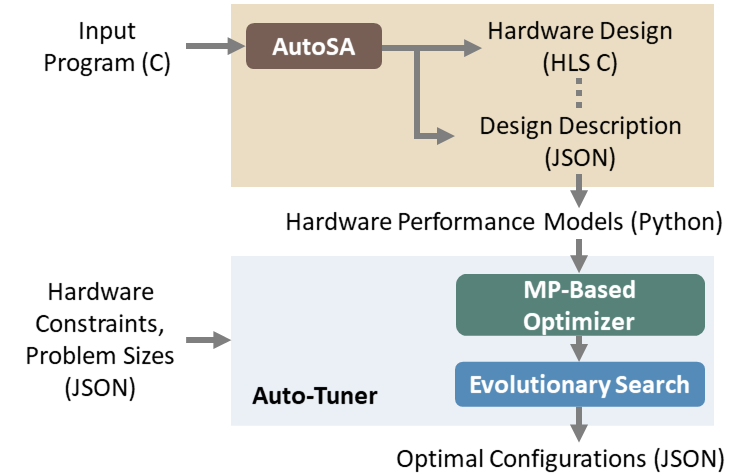 Input
Program (C)
AutoSA
Hardware Design
(HLS C)
Design Description
(JSON)
Hardware Performance Models (Python)
Hardware
Constraints,
Problem Sizes
(JSON)
MP-Based
Optimizer
Evolutionary Search
Auto-Tuner
Optimal Configurations (JSON)